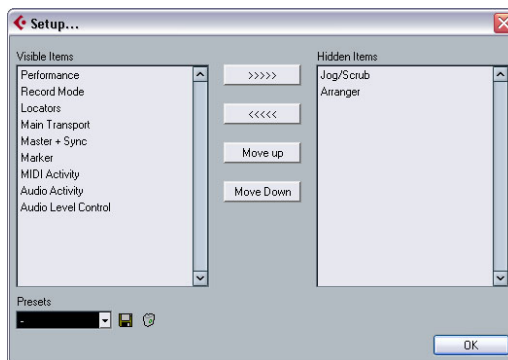 Setup...
Visible Items
Performance
Record Mode
Locators
Main Transport
Master + Sync
Marker
MIDI Activity
Audio Activity
Audio Level Control
>>>>>
<<<<<
Move up
Move Down
Hidden Items
Jog/Scrub
Arranger
Presets
-
OK